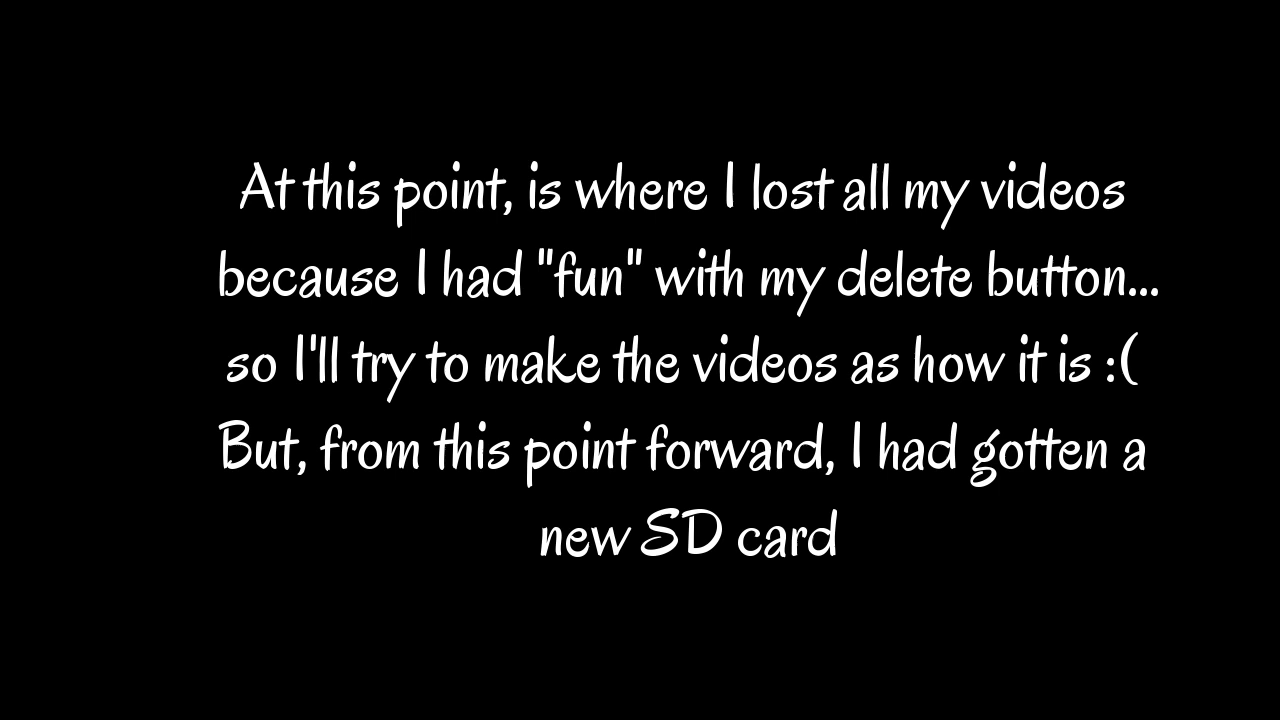 At this point, is where I lost all my videos
because I had "fun" with my delete button...
so I'll try to make the videos as how it is :(
But, from this point forward, I had gotten a
new SD card